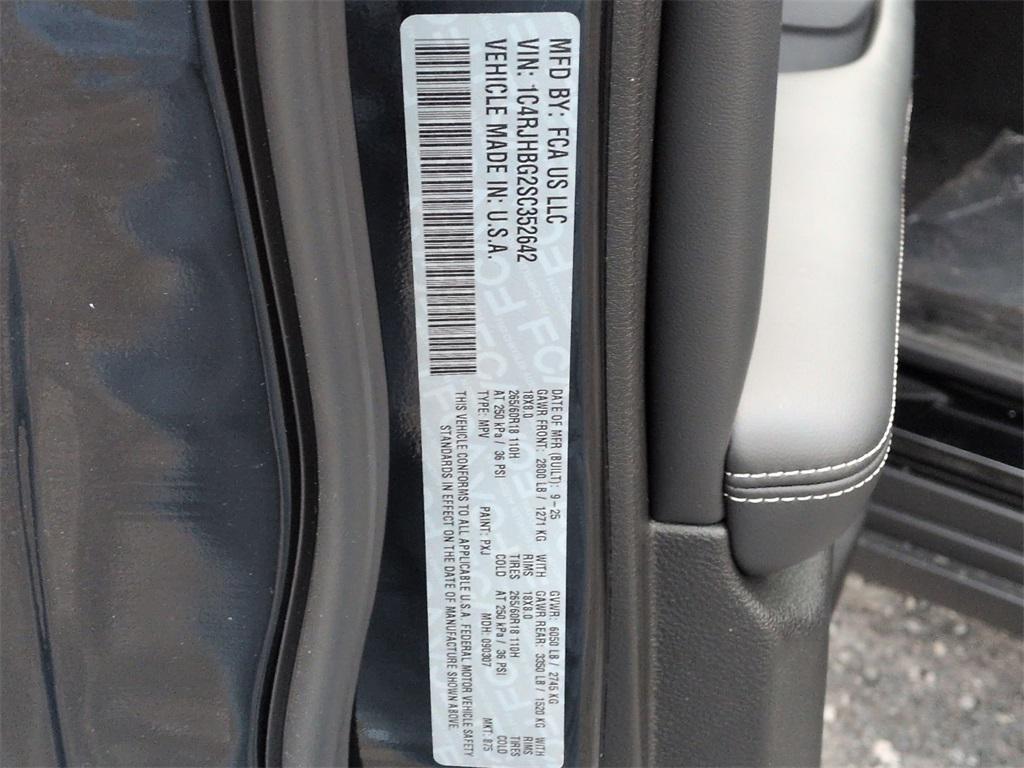 MFD BY: FCA US LLC
VIN: 1C4RJHBG2SC352642
VEHICLE MADE IN: U.S.A.
DATE OF MFR (BUILT): 9-25 GVWR: 6050 LB / 2745 KG
GAWR FRONT: 2800 LB / 1271 KG WITH GAWR REAR: 3350 LB / 1520 KG WITH
18X8.0 RIMS 18X8.0 RIMS
265/60R18 110H TIRES 265/60R18 110H TIRES
AT 250 kPa / 36 PSI COLD AT 250 kPa / 36 PSI COLD
TYPE: MPV PAINT: PXJ MDH: 090307 MKT: 875
THIS VEHICLE CONFORMS TO ALL APPLICABLE U.S.A. FEDERAL MOTOR VEHICLE SAFETY
STANDARDS IN EFFECT ON THE DATE OF MANUFACTURE SHOWN ABOVE.